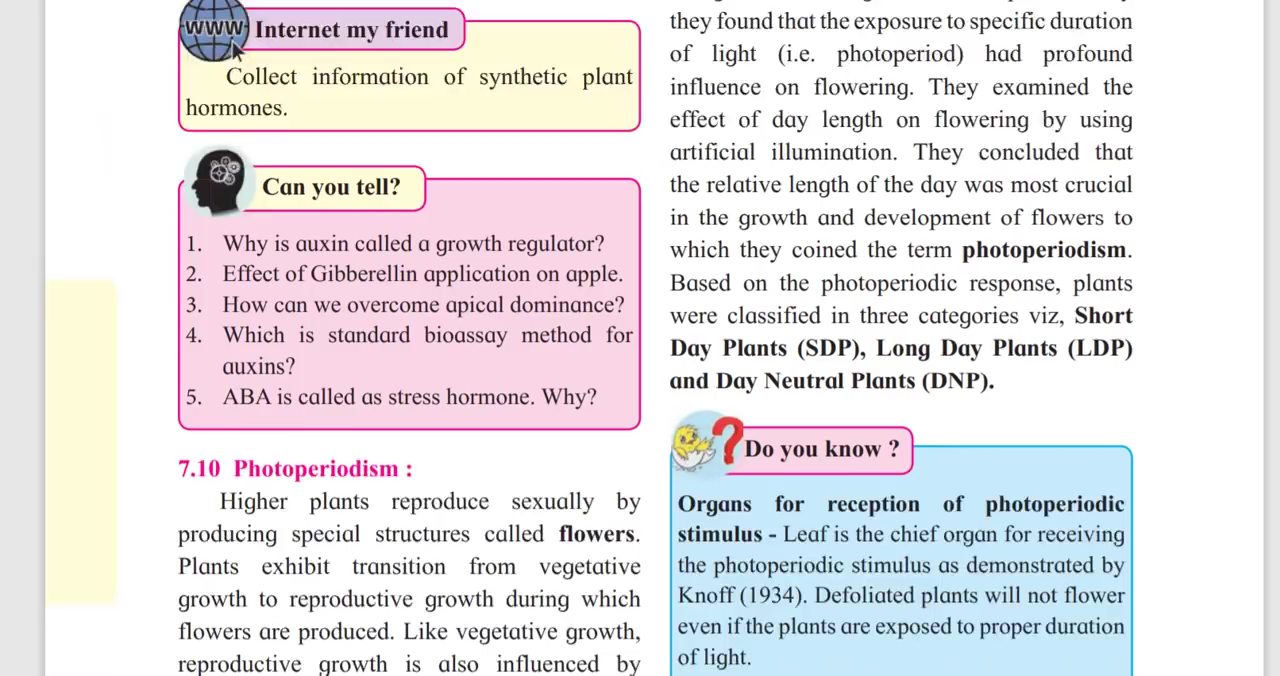 WWW Internet my friend
Collect information of synthetic plant
hormones.
Can you tell?
1. Why is auxin called a growth regulator?
2. Effect of Gibberellin application on apple.
3. How can we overcome apical dominance?
4. Which is standard bioassay method for
auxins?
5. ABA is called as stress hormone. Why?
7.10 Photoperiodism :
Higher plants reproduce sexually by
producing special structures called flowers.
Plants exhibit transition from vegetative
growth to reproductive growth during which
flowers are produced. Like vegetative growth,
reproductive growth is also influenced by
they found that the exposure to specific duration
of light (i.e. photoperiod) had profound
influence on flowering. They examined the
effect of day length on flowering by using
artificial illumination. They concluded that
the relative length of the day was most crucial
in the growth and development of flowers to
which they coined the term photoperiodism.
Based on the photoperiodic response, plants
were classified in three categories viz, Short
Day Plants (SDP), Long Day Plants (LDP)
and Day Neutral Plants (DNP).
Do you know ?
Organs for reception of photoperiodic
stimulus - Leaf is the chief organ for receiving
the photoperiodic stimulus as demonstrated by
Knoff (1934). Defoliated plants will not flower
even if the plants are exposed to proper duration
of light.